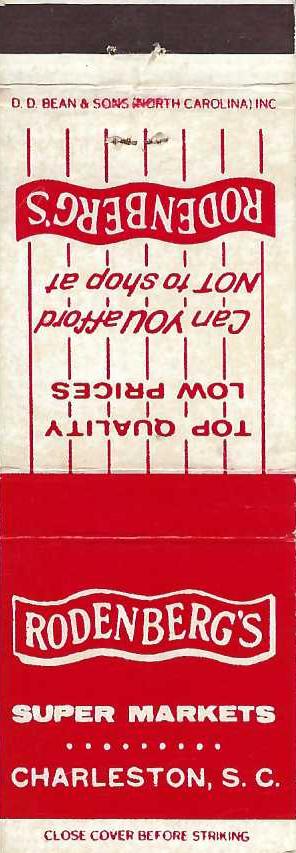 D. D. BEAN & SONS (NORTH CAROLINA) INC
TOP QUALITY
LOW PRICES
Can YOU afford
NOT to shop at
RODENBERG'S
RODENBERG'S
SUPER MARKETS
.........
CHARLESTON, S. C.
CLOSE COVER BEFORE STRIKING